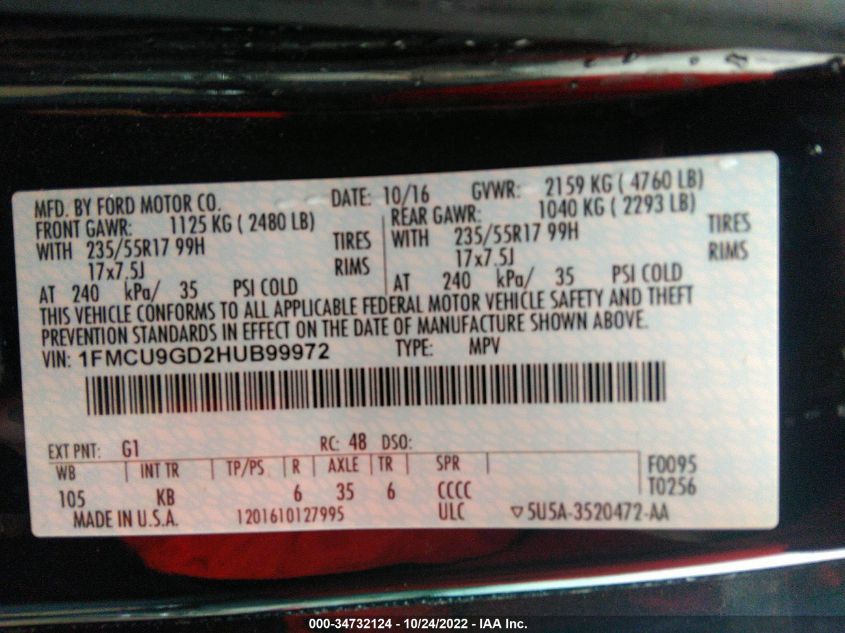 MFD. BY FORD MOTOR CO. DATE: 10/16 GVWR: 2159 KG ( 4760 LB)
FRONT GAWR: 1125 KG ( 2480 LB) REAR GAWR: 1040 KG ( 2293 LB)
WITH 235/55R17 99H TIRES WITH 235/55R17 99H TIRES
17x7.5J RIMS 17x7.5J RIMS
AT 240 kPa/ 35 PSI COLD AT 240 kPa/ 35 PSI COLD
THIS VEHICLE CONFORMS TO ALL APPLICABLE FEDERAL MOTOR VEHICLE SAFETY AND THEFT
PREVENTION STANDARDS IN EFFECT ON THE DATE OF MANUFACTURE SHOWN ABOVE.
VIN: 1FMCU9GD2HUB99972 TYPE: MPV
EXT PNT: G1 RC: 48 DSO:
WB INT TR TP/PS R AXLE TR SPR F0095
105 KB 6 35 6 CCCC T0256
MADE IN U.S.A. 1201610127995 ULC ▽5U5A-3520472-AA
000-34732124 - 10/24/2022 - IAA Inc.